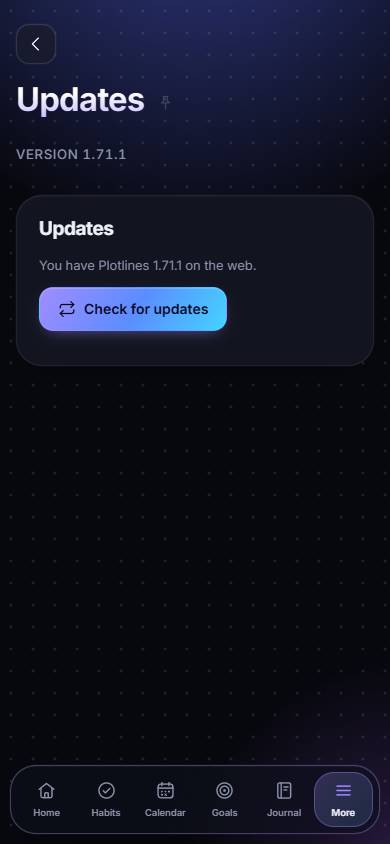 Updates
VERSION 1.71.1
Updates
You have Plotlines 1.71.1 on the web.
Check for updates
Home Habits Calendar Goals Journal More